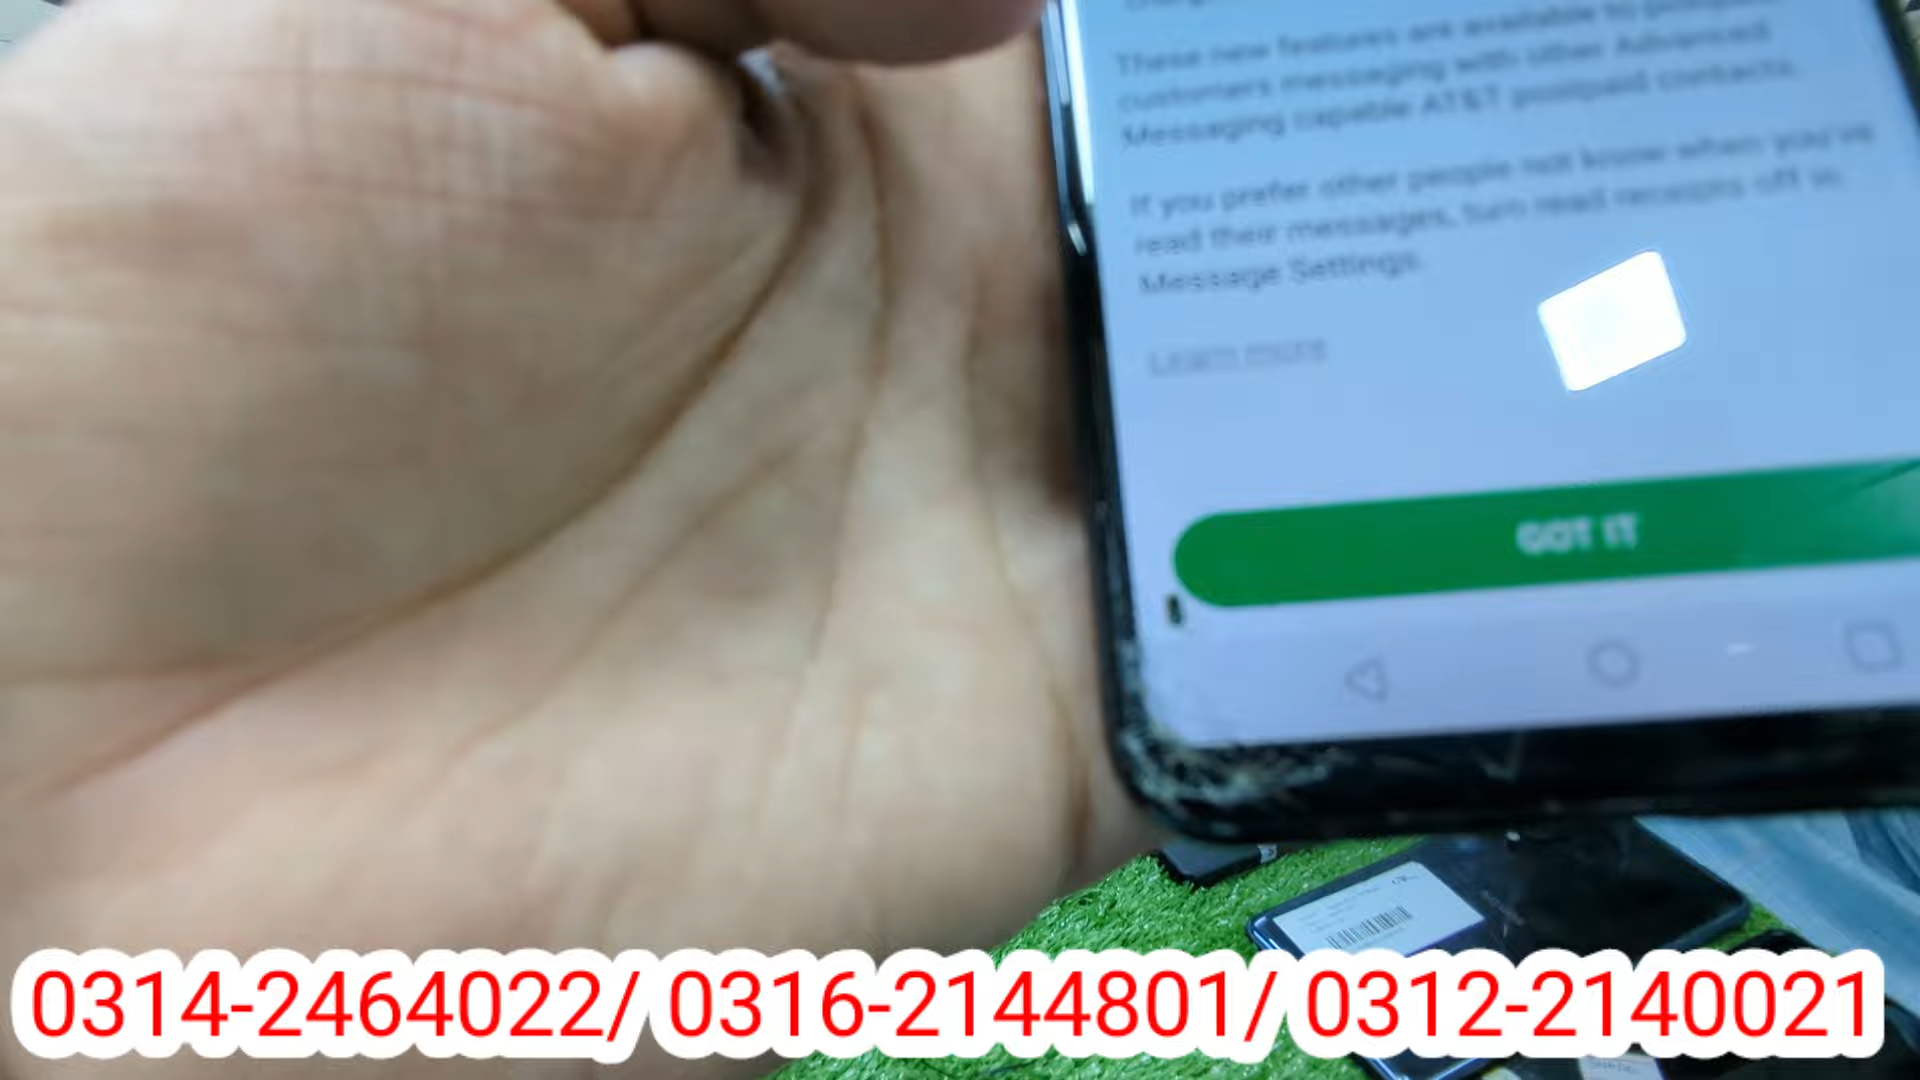 These new features are available to postpaid
customers messaging with other Advanced
Messaging capable AT&T postpaid contacts.
If you prefer other people not know when you've
read their messages, turn read receipts off in
Message Settings.
Learn more
GOT IT
0314-2464022/ 0316-2144801/ 0312-2140021